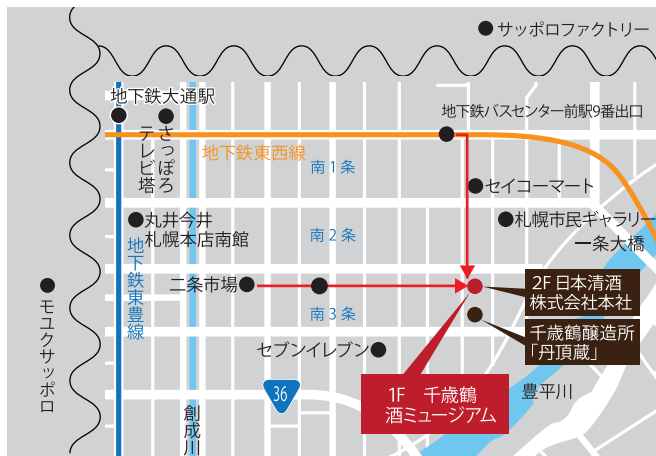 サッポロファクトリー
地下鉄大通駅
地下鉄バスセンター前駅9番出口
さっぽろ
テレビ塔
地下鉄東西線
南1条
セイコーマート
丸井今井
札幌本店南館
札幌市民ギャラリー
南2条
一条大橋
地下鉄東豊線
二条市場
2F 日本清酒
株式会社本社
モユクサッポロ
南3条
千歳鶴醸造所
「丹頂蔵」
セブンイレブン
36
1F 千歳鶴
酒ミュージアム
豊平川
創成川